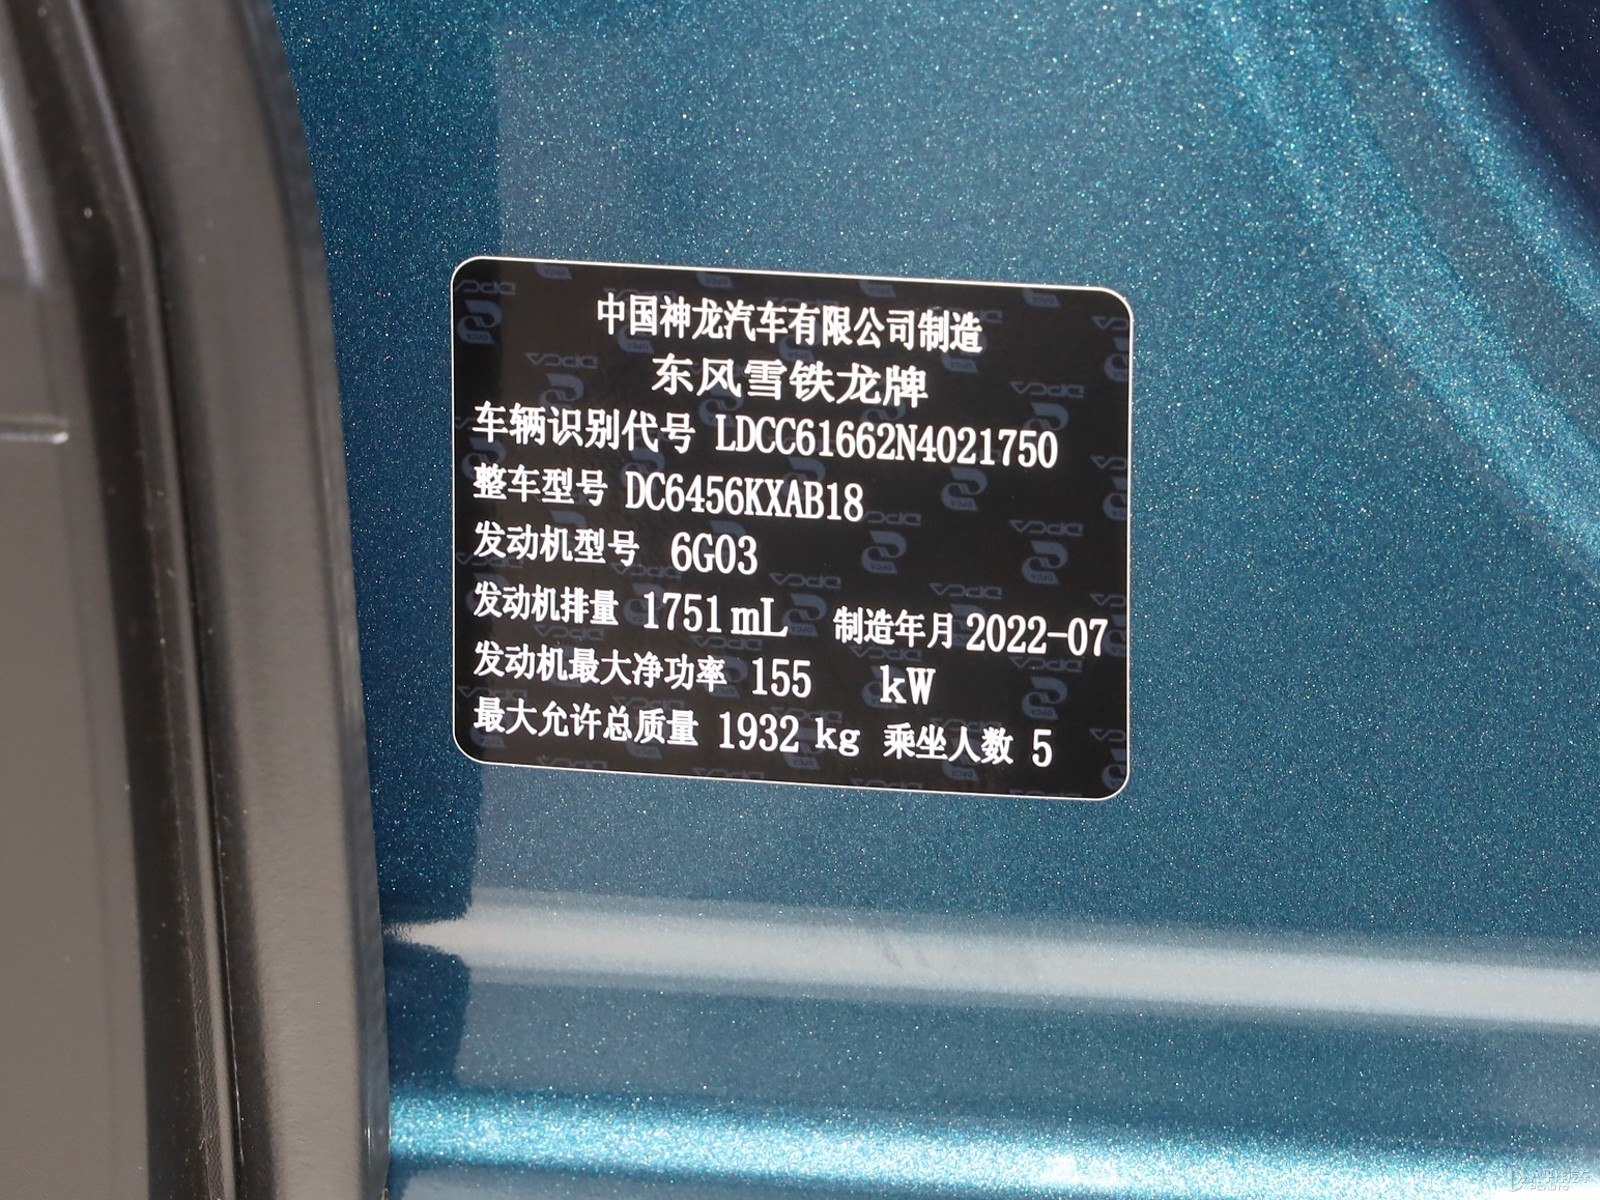 中国神龙汽车有限公司制造
东风雪铁龙牌
车辆识别代号 LDCC61662N4021750
整车型号 DC6456KXAB18
发动机型号 6G03
发动机排量 1751mL 制造年月 2022-07
发动机最大净功率 155 kW
最大允许总质量 1932 kg 乘坐人数 5